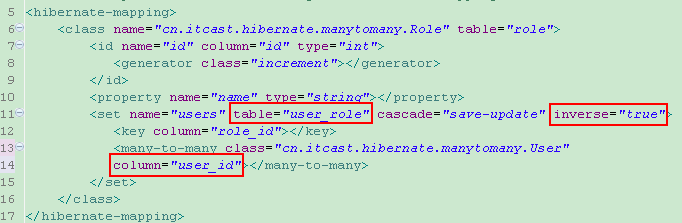 5 <hibernate-mapping>
6 <class name="cn.itcast.hibernate.manytomany.Role" table="role">
7 <id name="id" column="id" type="int">
8 <generator class="increment"></generator>
9 </id>
10 <property name="name" type="string"></property>
11 <set name="users" table="user_role" cascade="save-update" inverse="true">
12 <key column="role_id"></key>
13 <many-to-many class="cn.itcast.hibernate.manytomany.User"
14 column="user_id"></many-to-many>
15 </set>
16 </class>
17 </hibernate-mapping>